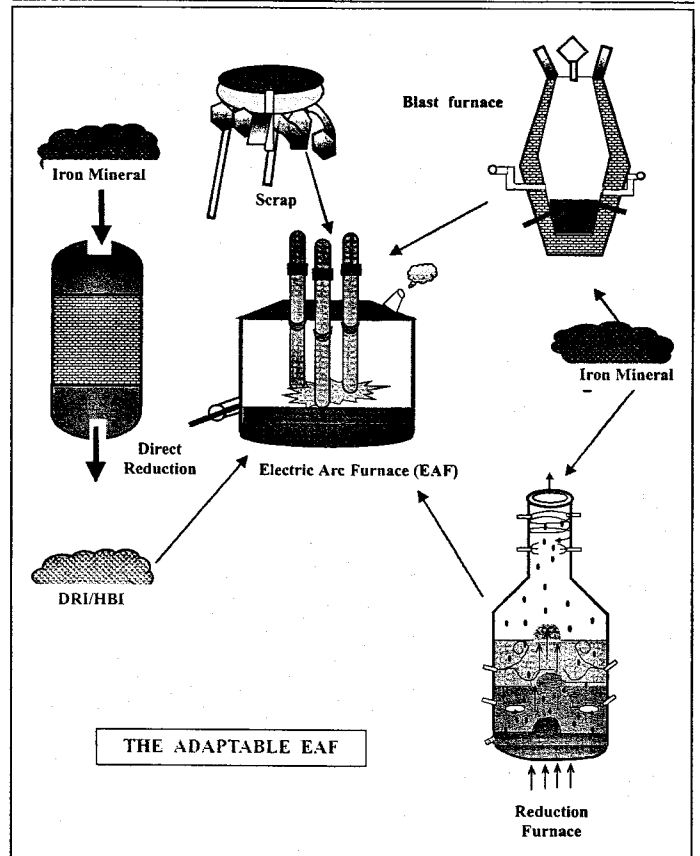 Blast furnace
Iron Mineral
Scrap
Iron Mineral
Direct
Reduction
Electric Arc Furnace (EAF)
DRI/HBI
THE ADAPTABLE EAF
Reduction
Furnace